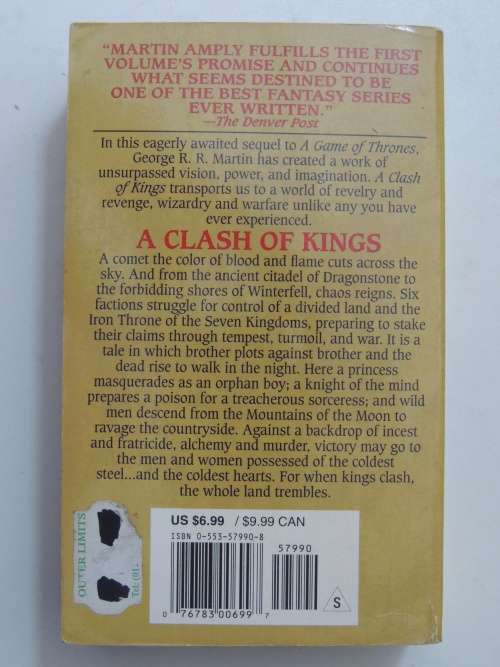 “MARTIN AMPLY FULFILLS THE FIRST
VOLUME’S PROMISE AND CONTINUES
WHAT SEEMS DESTINED TO BE
ONE OF THE BEST FANTASY SERIES
EVER WRITTEN.”
—The Denver Post
In this eagerly awaited sequel to A Game of Thrones,
George R. R. Martin has created a work of
unsurpassed vision, power, and imagination. A Clash
of Kings transports us to a world of revelry and
revenge, wizardry and warfare unlike any you have
ever experienced.
A CLASH OF KINGS
A comet the color of blood and flame cuts across the
sky. And from the ancient citadel of Dragonstone to
the forbidding shores of Winterfell, chaos reigns. Six
factions struggle for control of a divided land and the
Iron Throne of the Seven Kingdoms, preparing to stake
their claims through tempest, turmoil, and war. It is a
tale in which brother plots against brother and the
dead rise to walk in the night. Here a princess
masquerades as an orphan boy; a knight of the mind
prepares a poison for a treacherous sorceress; and wild
men descend from the Mountains of the Moon to
ravage the countryside. Against a backdrop of incest
and fratricide, alchemy and murder, victory may go to
the men and women possessed of the coldest
steel...and the coldest hearts. For when kings clash,
the whole land trembles.
OUTER LIMITS
US $6.99 / $9.99 CAN
ISBN 0-553-57990-8
57990
0 76783 00699 7
S